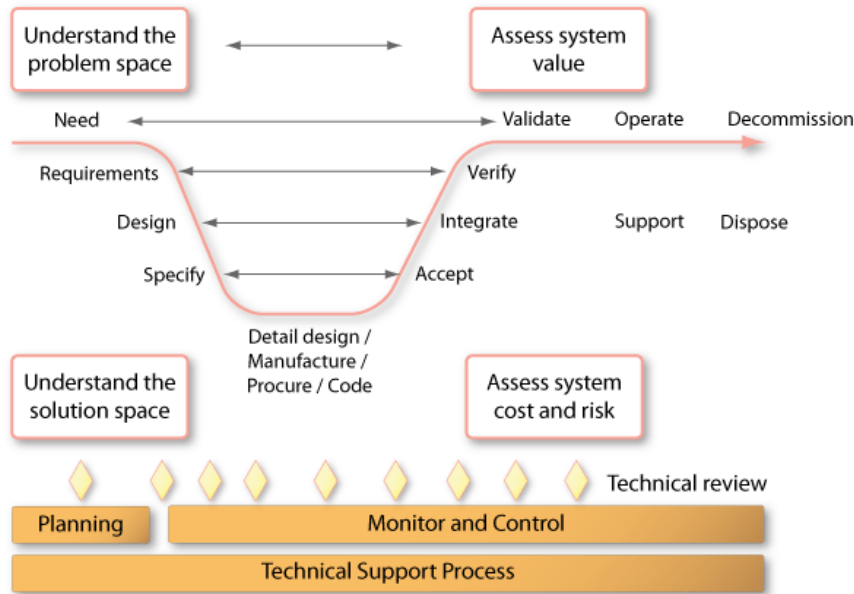 Understand the
problem space
Assess system
value
Need
Validate
Operate
Decommission
Requirements
Verify
Design
Integrate
Support
Dispose
Specify
Accept
Detail design /
Manufacture /
Procure / Code
Understand the
solution space
Assess system
cost and risk
Technical review
Planning
Monitor and Control
Technical Support Process